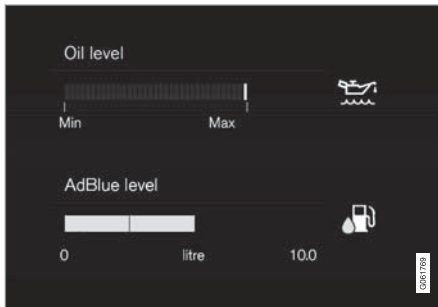 Oil level
Min Max
AdBlue level
0 litre 10.0
G061769